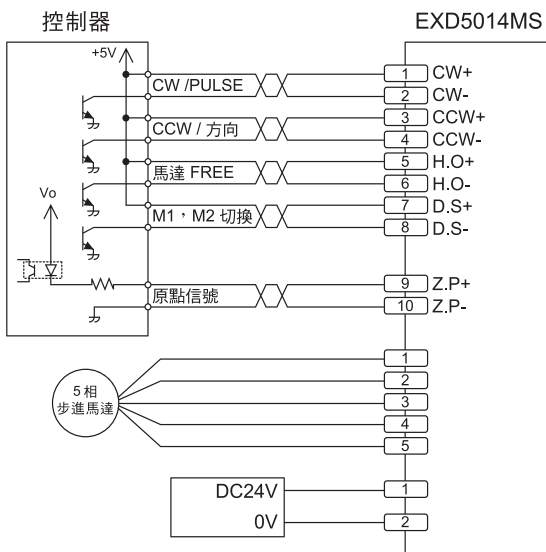 控制器
EXD5014MS
+5V
CW /PULSE
1 CW+
2 CW-
CCW / 方向
3 CCW+
4 CCW-
馬達 FREE
5 H.O+
6 H.O-
Vo
M1，M2 切換
7 D.S+
8 D.S-
原點信號
9 Z.P+
10 Z.P-
5 相
步進馬達
1
2
3
4
5
DC24V
1
0V
2